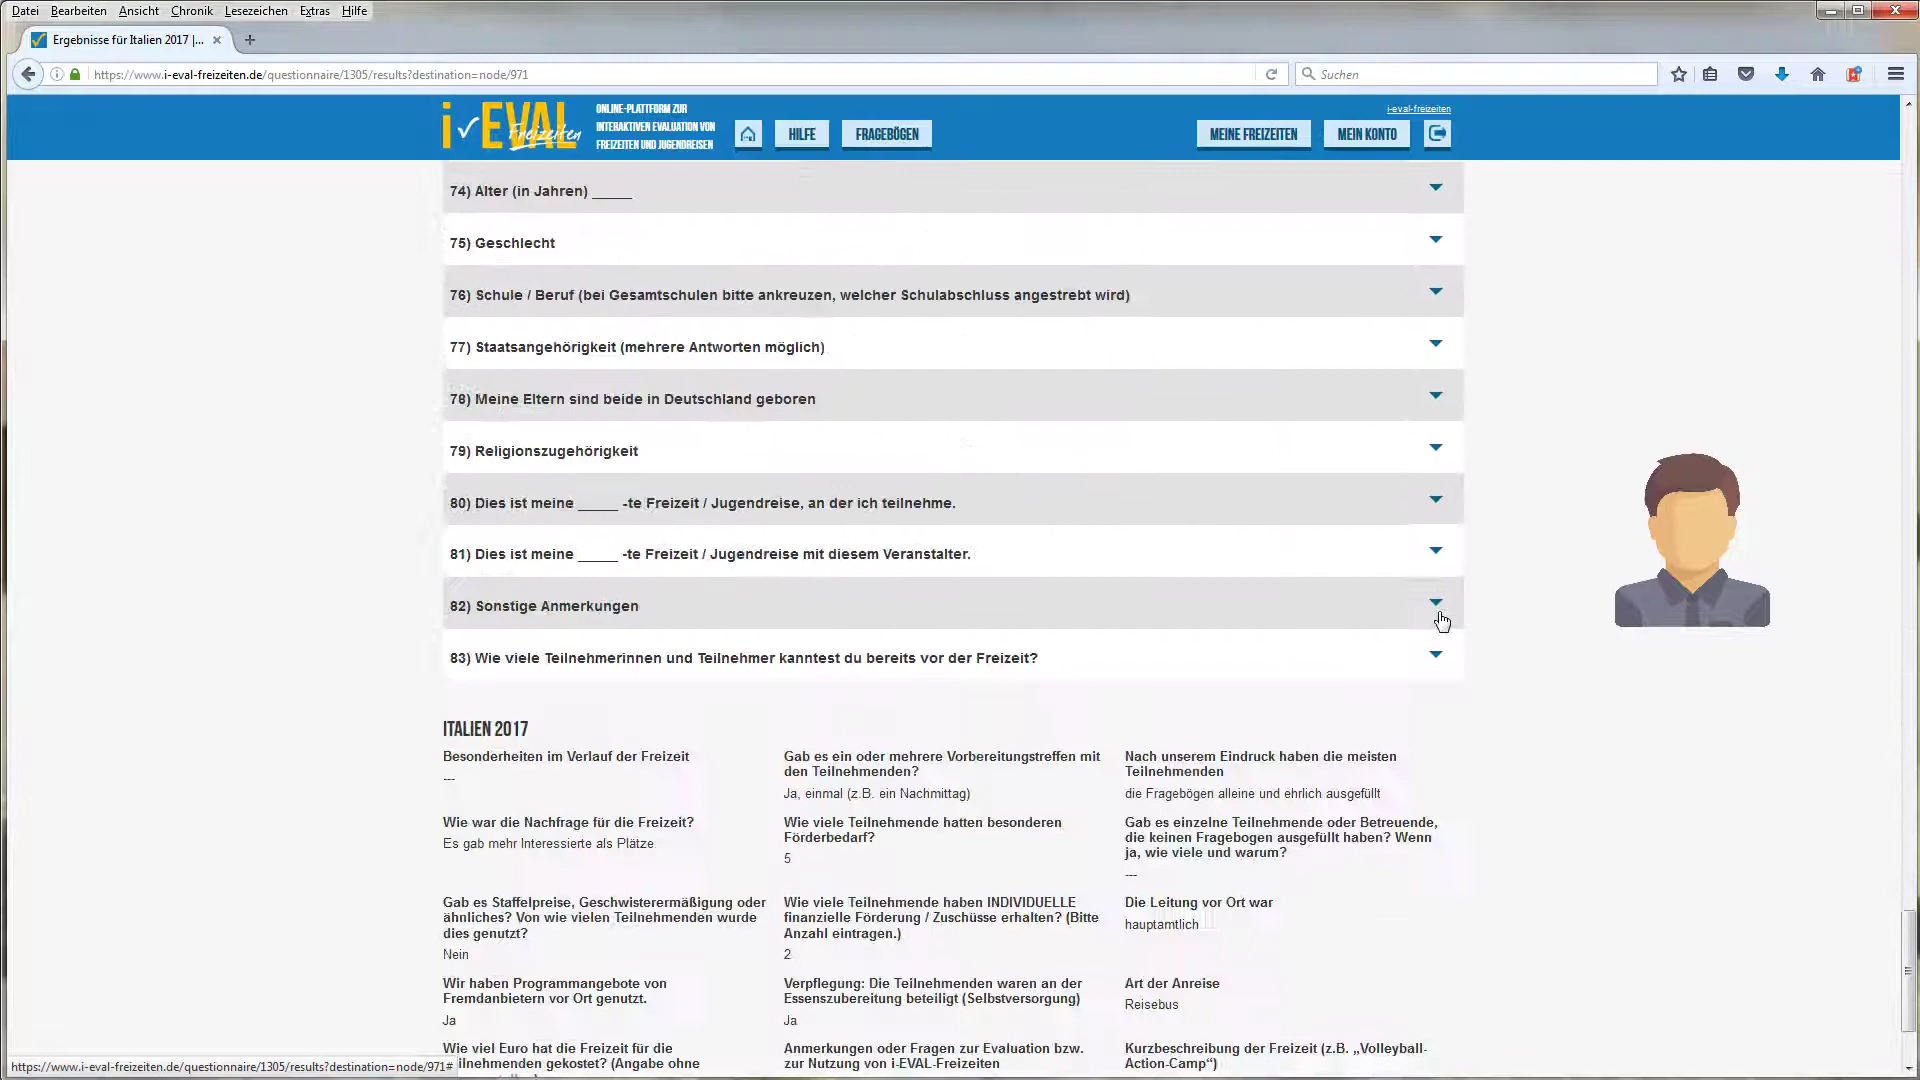 Datei Bearbeiten Ansicht Chronik Lesezeichen Extras Hilfe
Ergebnisse für Italien 2017 |...
https://www.i-eval-freizeiten.de/questionnaire/1305/results?destination=node/971
Suchen
i EVAL Freizeiten
ONLINE-PLATTFORM ZUR
INTERAKTIVEN EVALUATION VON
FREIZEITEN UND JUGENDREISEN
HILFE
FRAGEBÖGEN
i-eval-freizeiten
MEINE FREIZEITEN
MEIN KONTO
74) Alter (in Jahren) _____
75) Geschlecht
76) Schule / Beruf (bei Gesamtschulen bitte ankreuzen, welcher Schulabschluss angestrebt wird)
77) Staatsangehörigkeit (mehrere Antworten möglich)
78) Meine Eltern sind beide in Deutschland geboren
79) Religionszugehörigkeit
80) Dies ist meine _____ -te Freizeit / Jugendreise, an der ich teilnehme.
81) Dies ist meine _____ -te Freizeit / Jugendreise mit diesem Veranstalter.
82) Sonstige Anmerkungen
83) Wie viele Teilnehmerinnen und Teilnehmer kanntest du bereits vor der Freizeit?
ITALIEN 2017
Besonderheiten im Verlauf der Freizeit
---
Gab es ein oder mehrere Vorbereitungstreffen mit
den Teilnehmenden?
Ja, einmal (z.B. ein Nachmittag)
Nach unserem Eindruck haben die meisten
Teilnehmenden
die Fragebögen alleine und ehrlich ausgefüllt
Wie war die Nachfrage für die Freizeit?
Es gab mehr Interessierte als Plätze
Wie viele Teilnehmende hatten besonderen
Förderbedarf?
5
Gab es einzelne Teilnehmende oder Betreuende,
die keinen Fragebogen ausgefüllt haben? Wenn
ja, wie viele und warum?
---
Gab es Staffelpreise, Geschwisterermäßigung oder
ähnliches? Von wie vielen Teilnehmenden wurde
dies genutzt?
Nein
Wie viele Teilnehmende haben INDIVIDUELLE
finanzielle Förderung / Zuschüsse erhalten? (Bitte
Anzahl eintragen.)
2
Die Leitung vor Ort war
hauptamtlich
Wir haben Programmangebote von
Fremdanbietern vor Ort genutzt.
Ja
Verpflegung: Die Teilnehmenden waren an der
Essenszubereitung beteiligt (Selbstversorgung)
Ja
Art der Anreise
Reisebus
Wie viel Euro hat die Freizeit für die
ilnehmenden gekostet? (Angabe ohne
Anmerkungen oder Fragen zur Evaluation bzw.
zur Nutzung von i-EVAL-Freizeiten
Kurzbeschreibung der Freizeit (z.B. „Volleyball-
Action-Camp“)
https://www.i-eval-freizeiten.de/questionnaire/1305/results?destination=node/971#